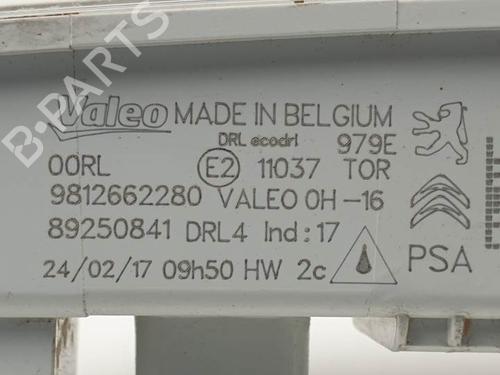 B-PARTS
Valeo MADE IN BELGIUM
DRL ecodrl 979E
00RL E2 11037 TOR
9812662280 VALEO 0H-16
89250841 DRL4 Ind:17
24/02/17 09h50 HW 2c PSA